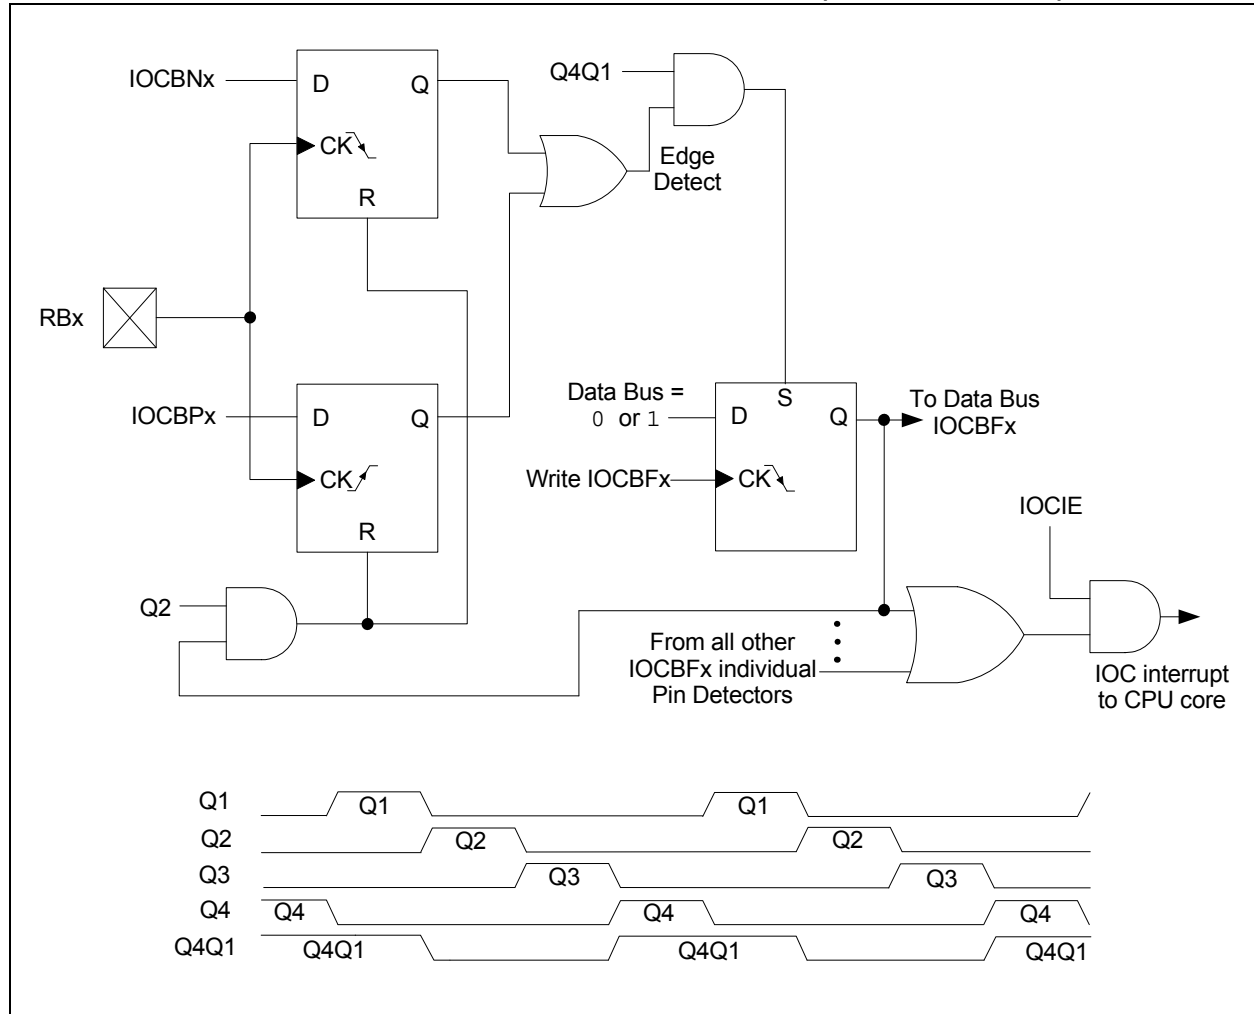 IOCBNx
D
Q
CK
R
Q4Q1
Edge
Detect
RBx
IOCBPx
D
Q
CK
R
Data Bus =
0 or 1
S
D
Q
To Data Bus
IOCBFx
Write IOCBFx
CK
IOCIE
Q2
From all other
IOCBFx individual
Pin Detectors
IOC interrupt
to CPU core
Q1
Q1
Q1
Q2
Q2
Q2
Q3
Q3
Q3
Q4
Q4
Q4
Q4
Q4Q1
Q4Q1
Q4Q1
Q4Q1